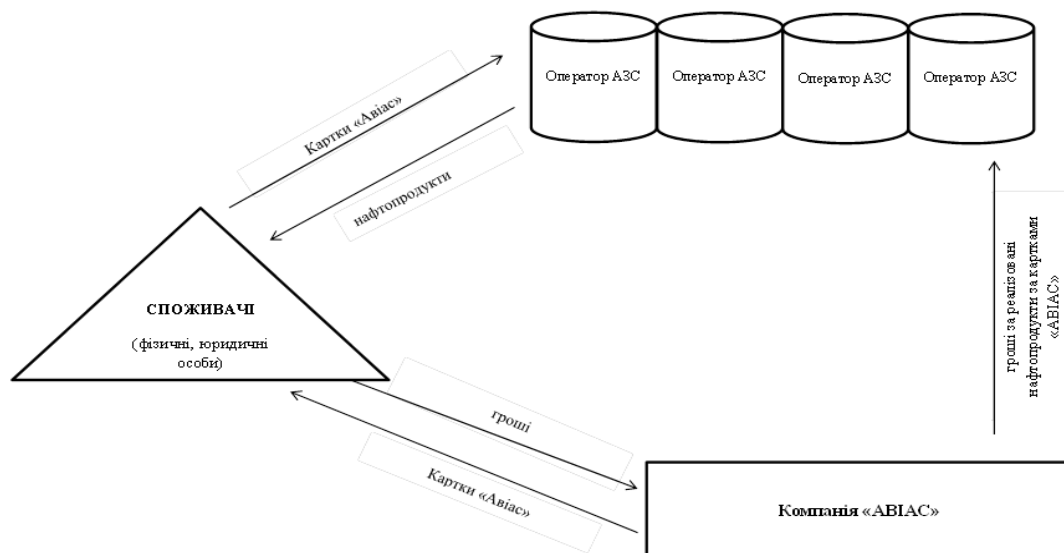 Оператор АЗС
Оператор АЗС
Оператор АЗС
Оператор АЗС
Картки «Авіас»
нафтопродукти
СПОЖИВАЧІ
(фізичні, юридичні
особи)
гроші за реалізовані
нафтопродукти за картками
«АВІАС»
гроші
Картки «Авіас»
Компанія «АВІАС»